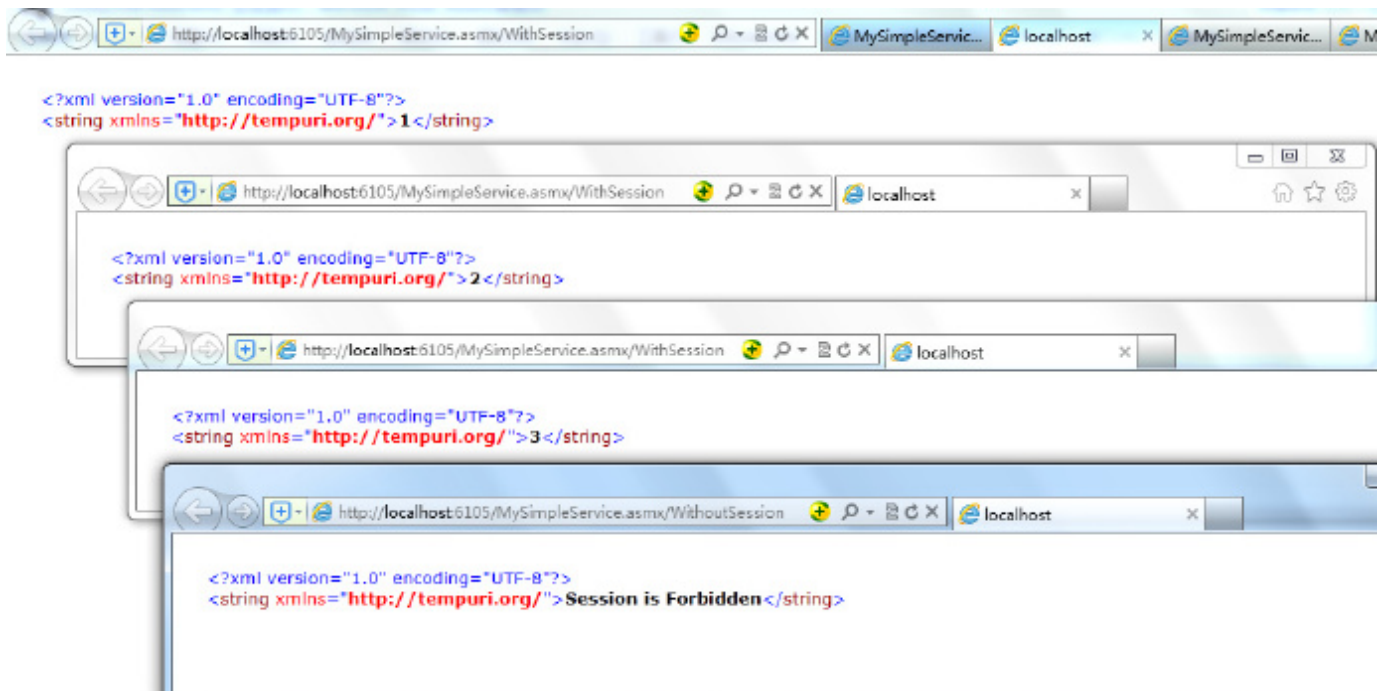 http://localhost:6105/MySimpleService.asmx/WithSession MySimpleServic... localhost MySimpleServic...
<?xml version="1.0" encoding="UTF-8"?>
<string xmlns="http://tempuri.org/">1</string>
http://localhost:6105/MySimpleService.asmx/WithSession localhost
<?xml version="1.0" encoding="UTF-8"?>
<string xmlns="http://tempuri.org/">2</string>
http://localhost:6105/MySimpleService.asmx/WithSession localhost
<?xml version="1.0" encoding="UTF-8"?>
<string xmlns="http://tempuri.org/">3</string>
http://localhost:6105/MySimpleService.asmx/WithoutSession localhost
<?xml version="1.0" encoding="UTF-8"?>
<string xmlns="http://tempuri.org/">Session is Forbidden</string>